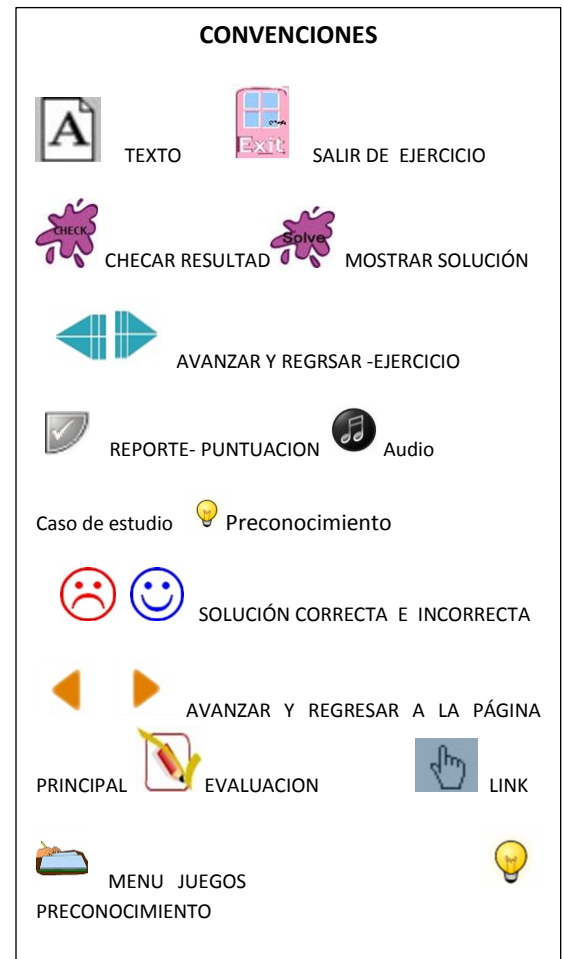 CONVENCIONES
A TEXTO Exit SALIR DE EJERCICIO
CHECK CHECAR RESULTAD Solve MOSTRAR SOLUCIÓN
AVANZAR Y REGRSAR -EJERCICIO
REPORTE- PUNTUACION Audio
Caso de estudio Preconocimiento
SOLUCIÓN CORRECTA E INCORRECTA
AVANZAR Y REGRESAR A LA PÁGINA
PRINCIPAL EVALUACION LINK
MENU JUEGOS
PRECONOCIMIENTO